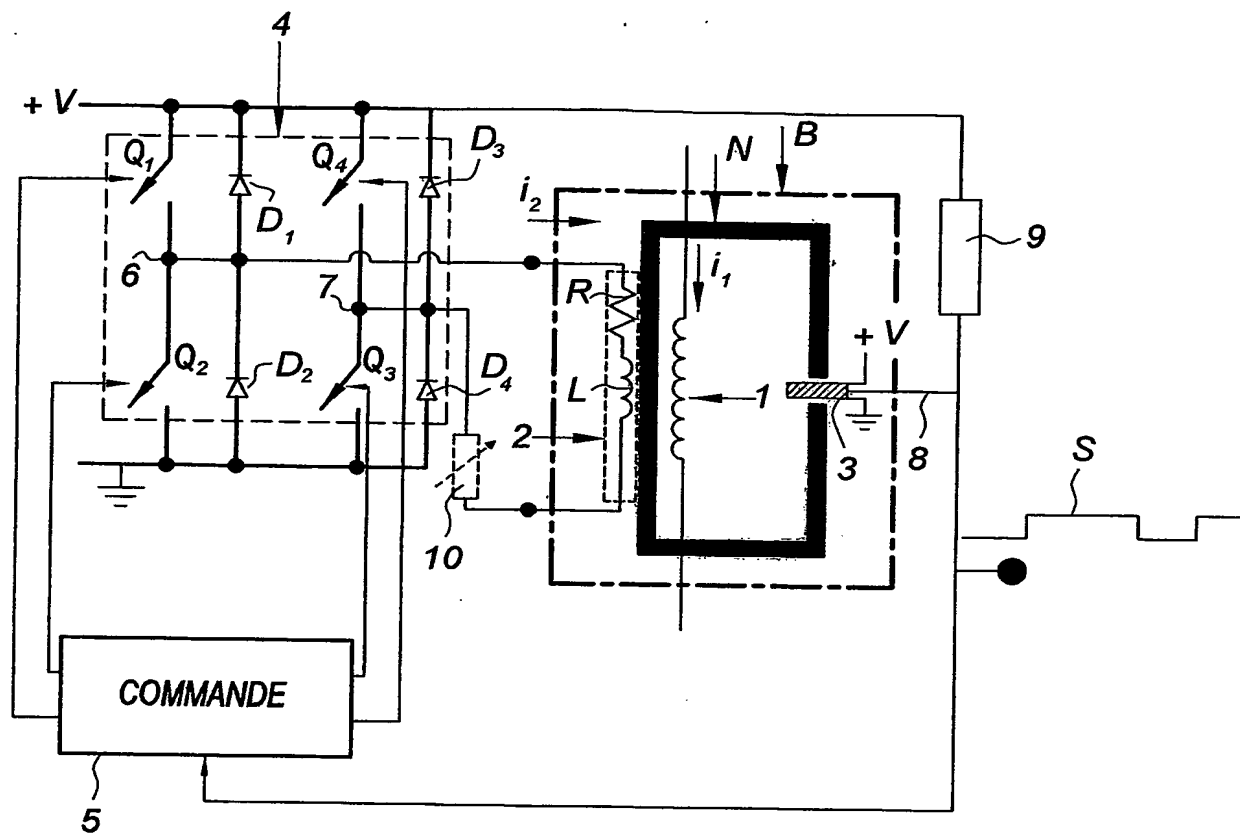 4
+ V
B
N
D₃
Q₁
Q₄
i₂
D₁
9
6
i₁
7
R
+ V
Q₂
D₂
Q₃
D₄
L
1
2
3
8
S
10
COMMANDE
5